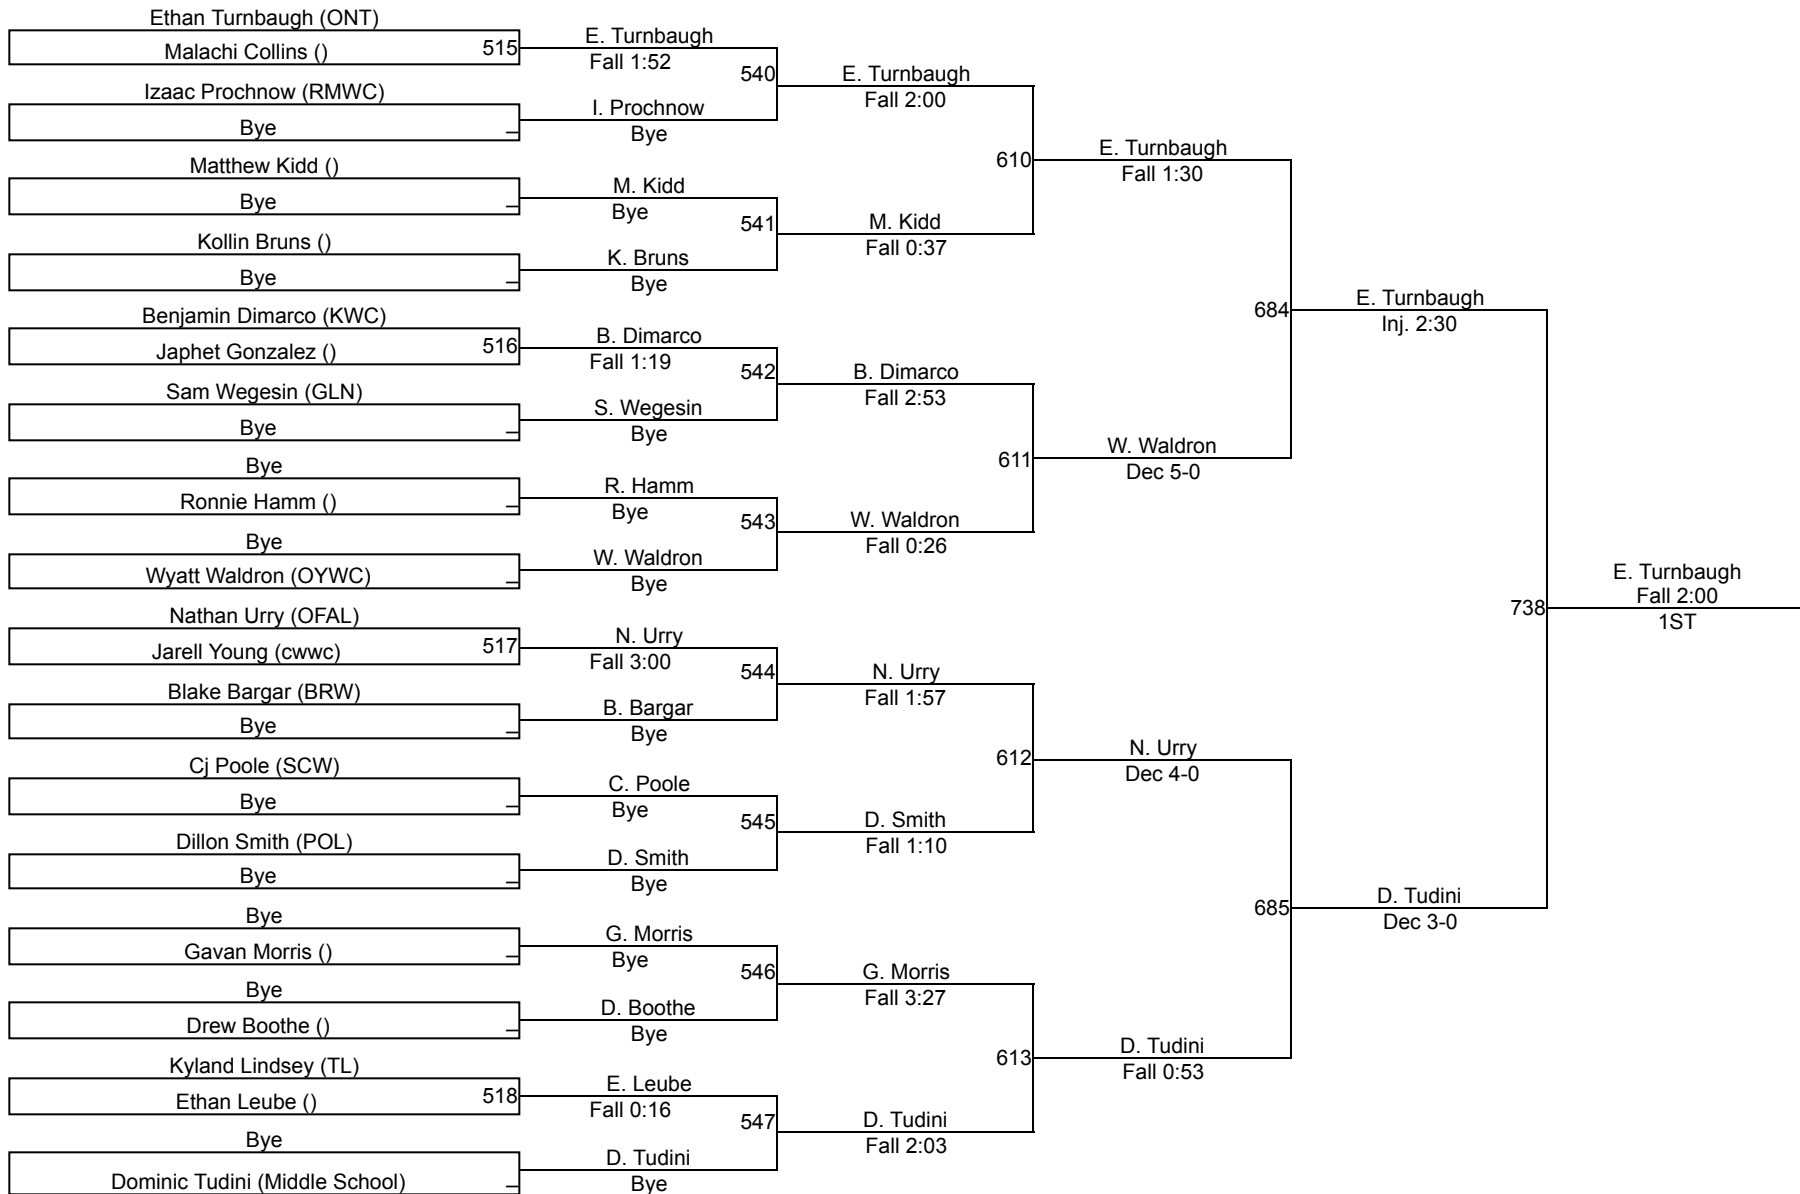 Ethan Turnbaugh (ONT)
Malachi Collins ()
515
Izaac Prochnow (RMWC)
Bye
_
Matthew Kidd ()
Bye
_
Kollin Bruns ()
Bye
_
Benjamin Dimarco (KWC)
Japhet Gonzalez ()
516
Sam Wegesin (GLN)
Bye
_
Bye
Ronnie Hamm ()
_
Bye
Wyatt Waldron (OYWC)
_
Nathan Urry (OFAL)
Jarell Young (cwwc)
517
Blake Bargar (BRW)
Bye
_
Cj Poole (SCW)
Bye
_
Dillon Smith (POL)
Bye
_
Bye
Gavan Morris ()
_
Bye
Drew Boothe ()
_
Kyland Lindsey (TL)
Ethan Leube ()
518
Bye
Dominic Tudini (Middle School)
_
E. Turnbaugh
Fall 1:52
540
I. Prochnow
Bye
M. Kidd
Bye
541
K. Bruns
Bye
B. Dimarco
Fall 1:19
542
S. Wegesin
Bye
R. Hamm
Bye
543
W. Waldron
Bye
N. Urry
Fall 3:00
544
B. Bargar
Bye
C. Poole
Bye
545
D. Smith
Bye
G. Morris
Bye
546
D. Boothe
Bye
E. Leube
Fall 0:16
547
D. Tudini
Bye
E. Turnbaugh
Fall 2:00
610
M. Kidd
Fall 0:37
B. Dimarco
Fall 2:53
611
W. Waldron
Fall 0:26
N. Urry
Fall 1:57
612
D. Smith
Fall 1:10
G. Morris
Fall 3:27
613
D. Tudini
Fall 2:03
E. Turnbaugh
Fall 1:30
684
W. Waldron
Dec 5-0
N. Urry
Dec 4-0
685
D. Tudini
Fall 0:53
E. Turnbaugh
Inj. 2:30
738
D. Tudini
Dec 3-0
E. Turnbaugh
Fall 2:00
1ST